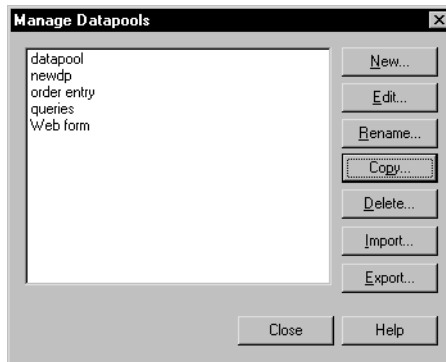 Manage Datapools
datapool
newdp
order entry
queries
Web form
New...
Edit...
Rename...
Copy...
Delete...
Import...
Export...
Close
Help